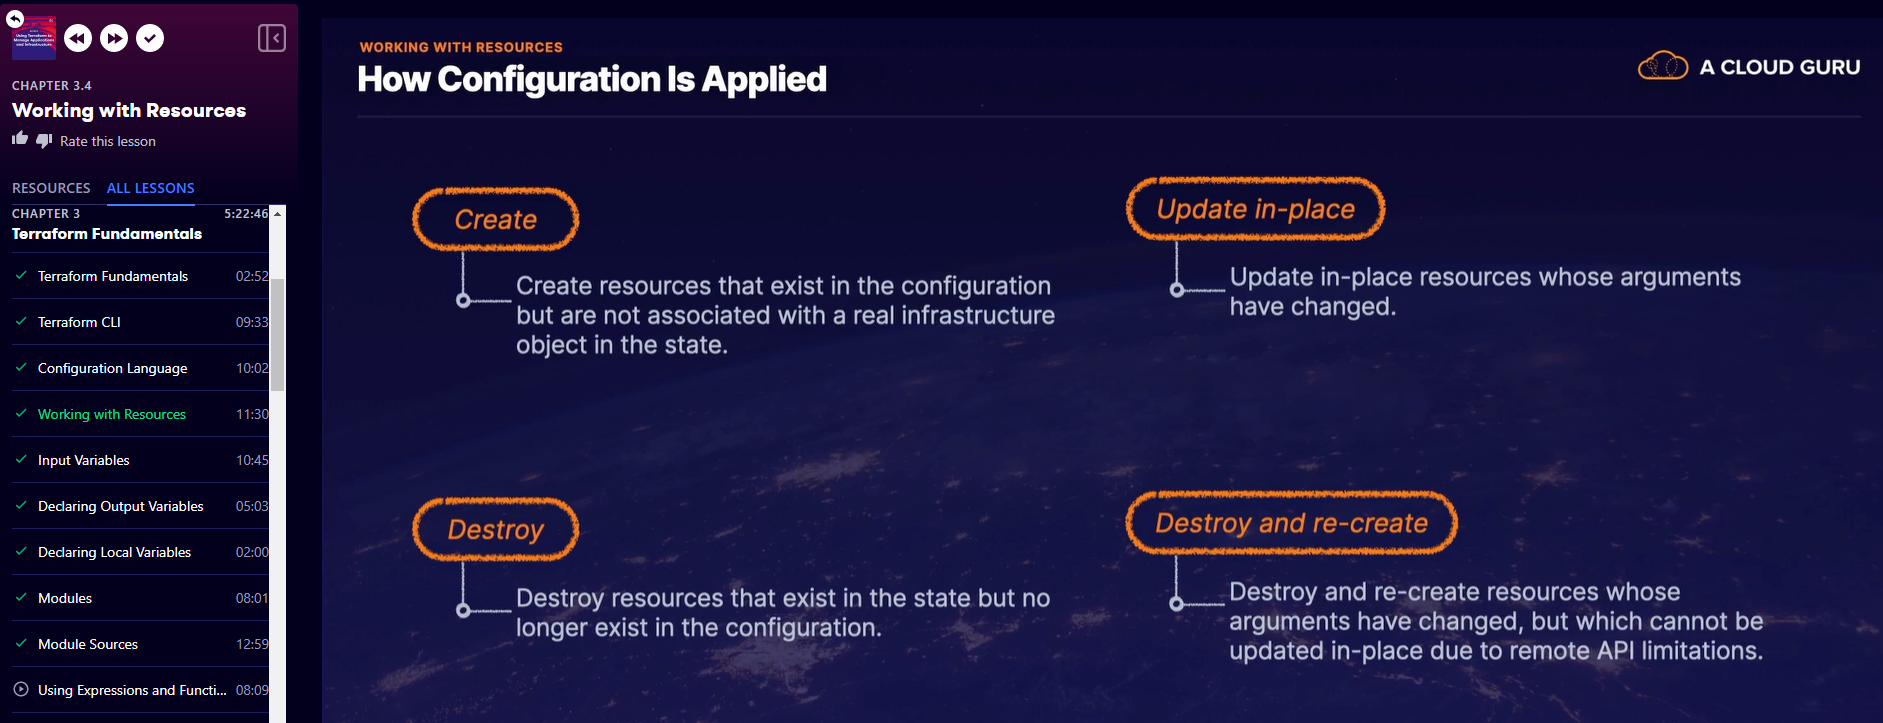 Using Terraform to
Manage Applications
and Infrastructure
CHAPTER 3.4
Working with Resources
Rate this lesson
RESOURCES ALL LESSONS
CHAPTER 3 5:22:46
Terraform Fundamentals
Terraform Fundamentals 02:52
Terraform CLI 09:33
Configuration Language 10:02
Working with Resources 11:30
Input Variables 10:45
Declaring Output Variables 05:03
Declaring Local Variables 02:00
Modules 08:01
Module Sources 12:59
Using Expressions and Functi... 08:09
WORKING WITH RESOURCES
How Configuration Is Applied
A CLOUD GURU
Create
Create resources that exist in the configuration
but are not associated with a real infrastructure
object in the state.
Update in-place
Update in-place resources whose arguments
have changed.
Destroy
Destroy resources that exist in the state but no
longer exist in the configuration.
Destroy and re-create
Destroy and re-create resources whose
arguments have changed, but which cannot be
updated in-place due to remote API limitations.